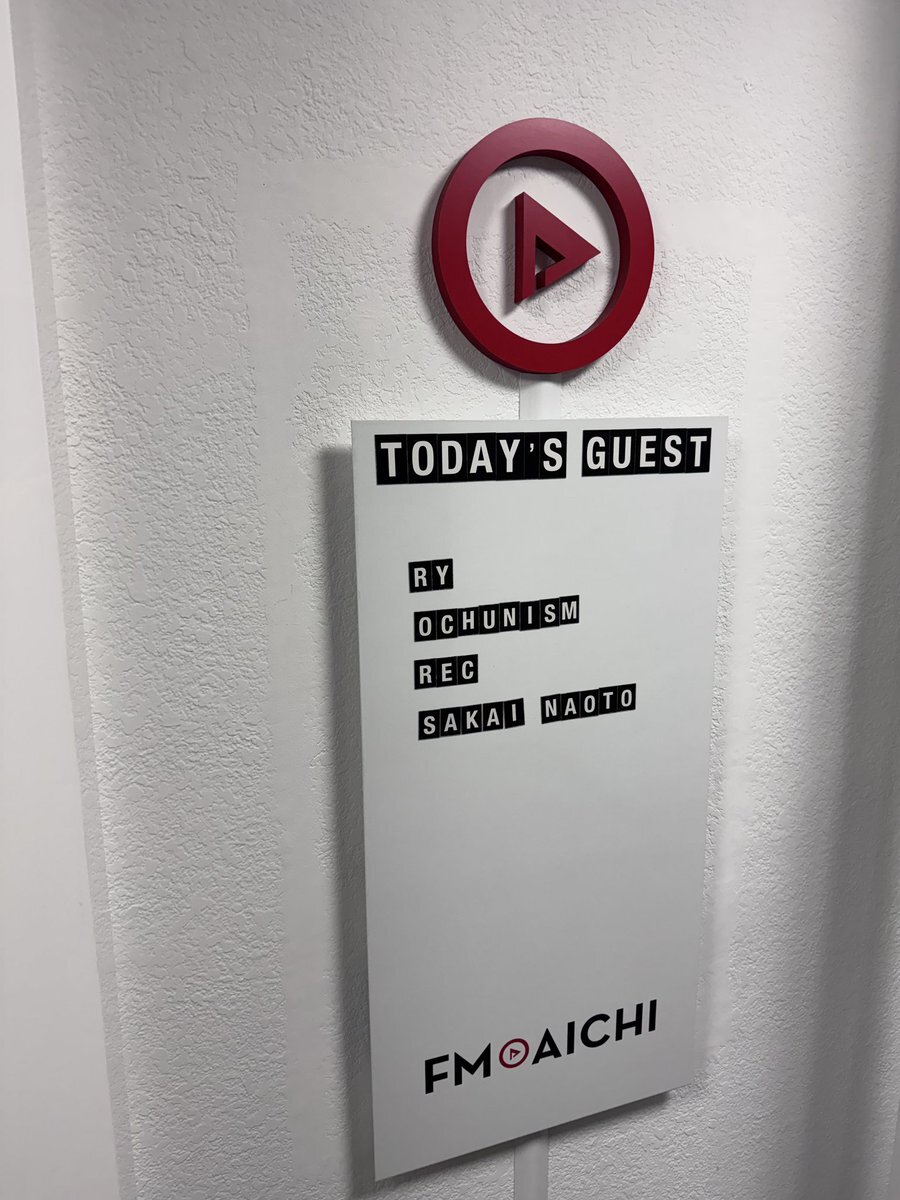 TODAY'S GUEST
RY
OCHUNISM
REC
SAKAI NAOTO
FM AICHI